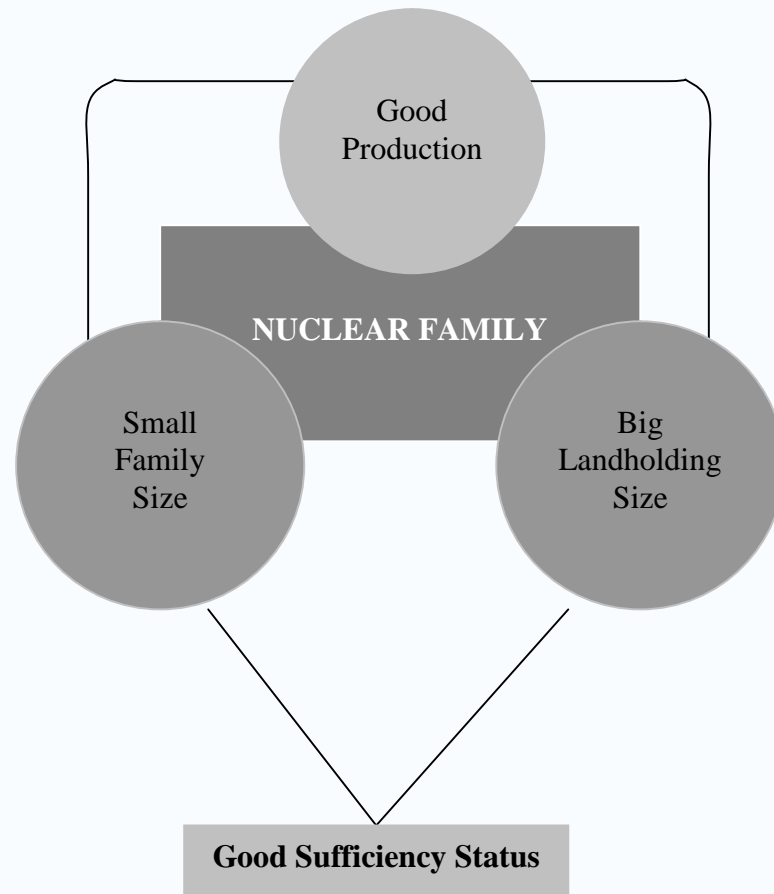 Good
Production
NUCLEAR FAMILY
Small
Family
Size
Big
Landholding
Size
Good Sufficiency Status